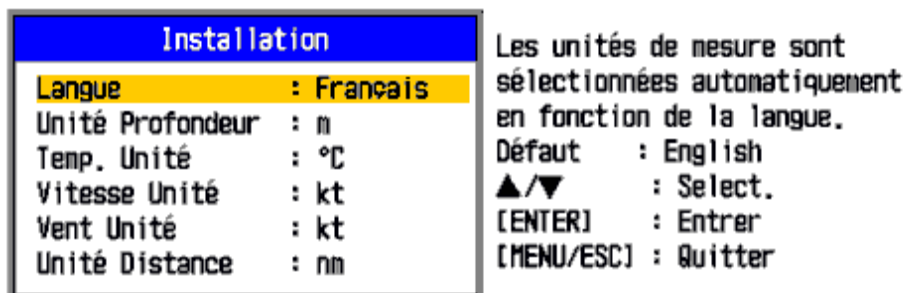 Installation
Langue : Français
Unité Profondeur : m
Temp. Unité : °C
Vitesse Unité : kt
Vent Unité : kt
Unité Distance : nm
Les unités de mesure sont
sélectionnées automatiquement
en fonction de la langue.
Défaut : English
▲/▼ : Select.
[ENTER] : Entrer
[MENU/ESC] : Quitter